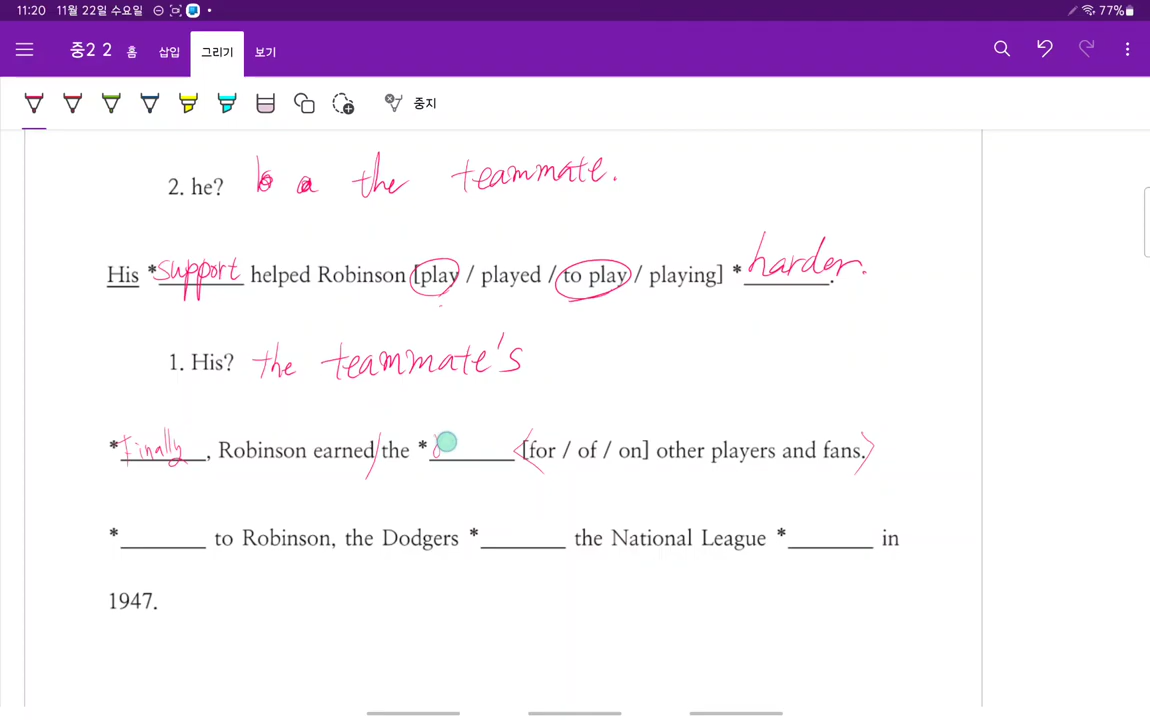 11:20 11월 22일 수요일 77%
중2 2 홈 삽입 그리기 보기
중지
2. he? a the teammate.
His *support helped Robinson [play / played / to play / playing] *harder.
1. His? the teammate's
*Finally, Robinson earned/the *________ <[for / of / on] other players and fans.>
*________ to Robinson, the Dodgers *________ the National League *________ in
1947.